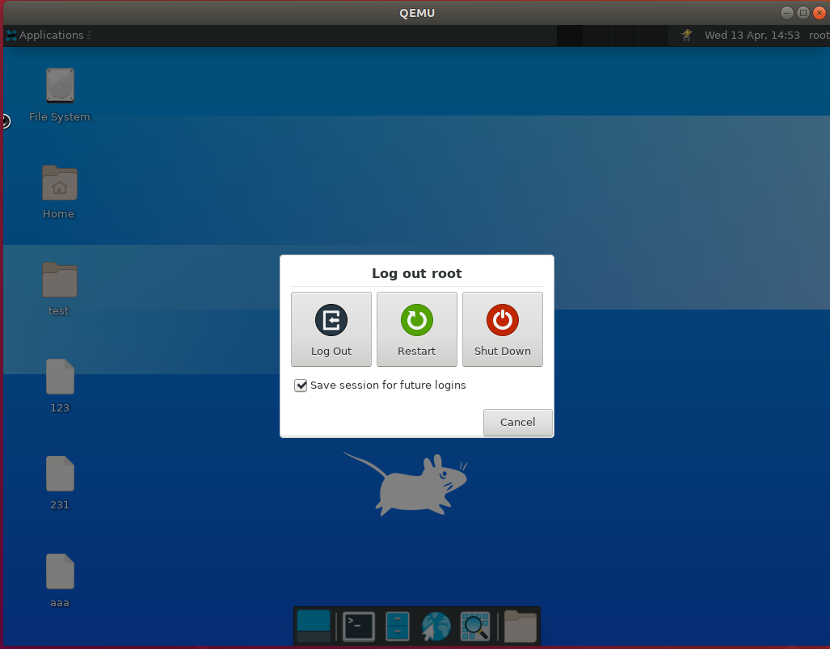 QEMU
Applications
Wed 13 Apr, 14:53 root
File System
Home
test
123
231
aaa
Log out root
Log Out
Restart
Shut Down
Save session for future logins
Cancel